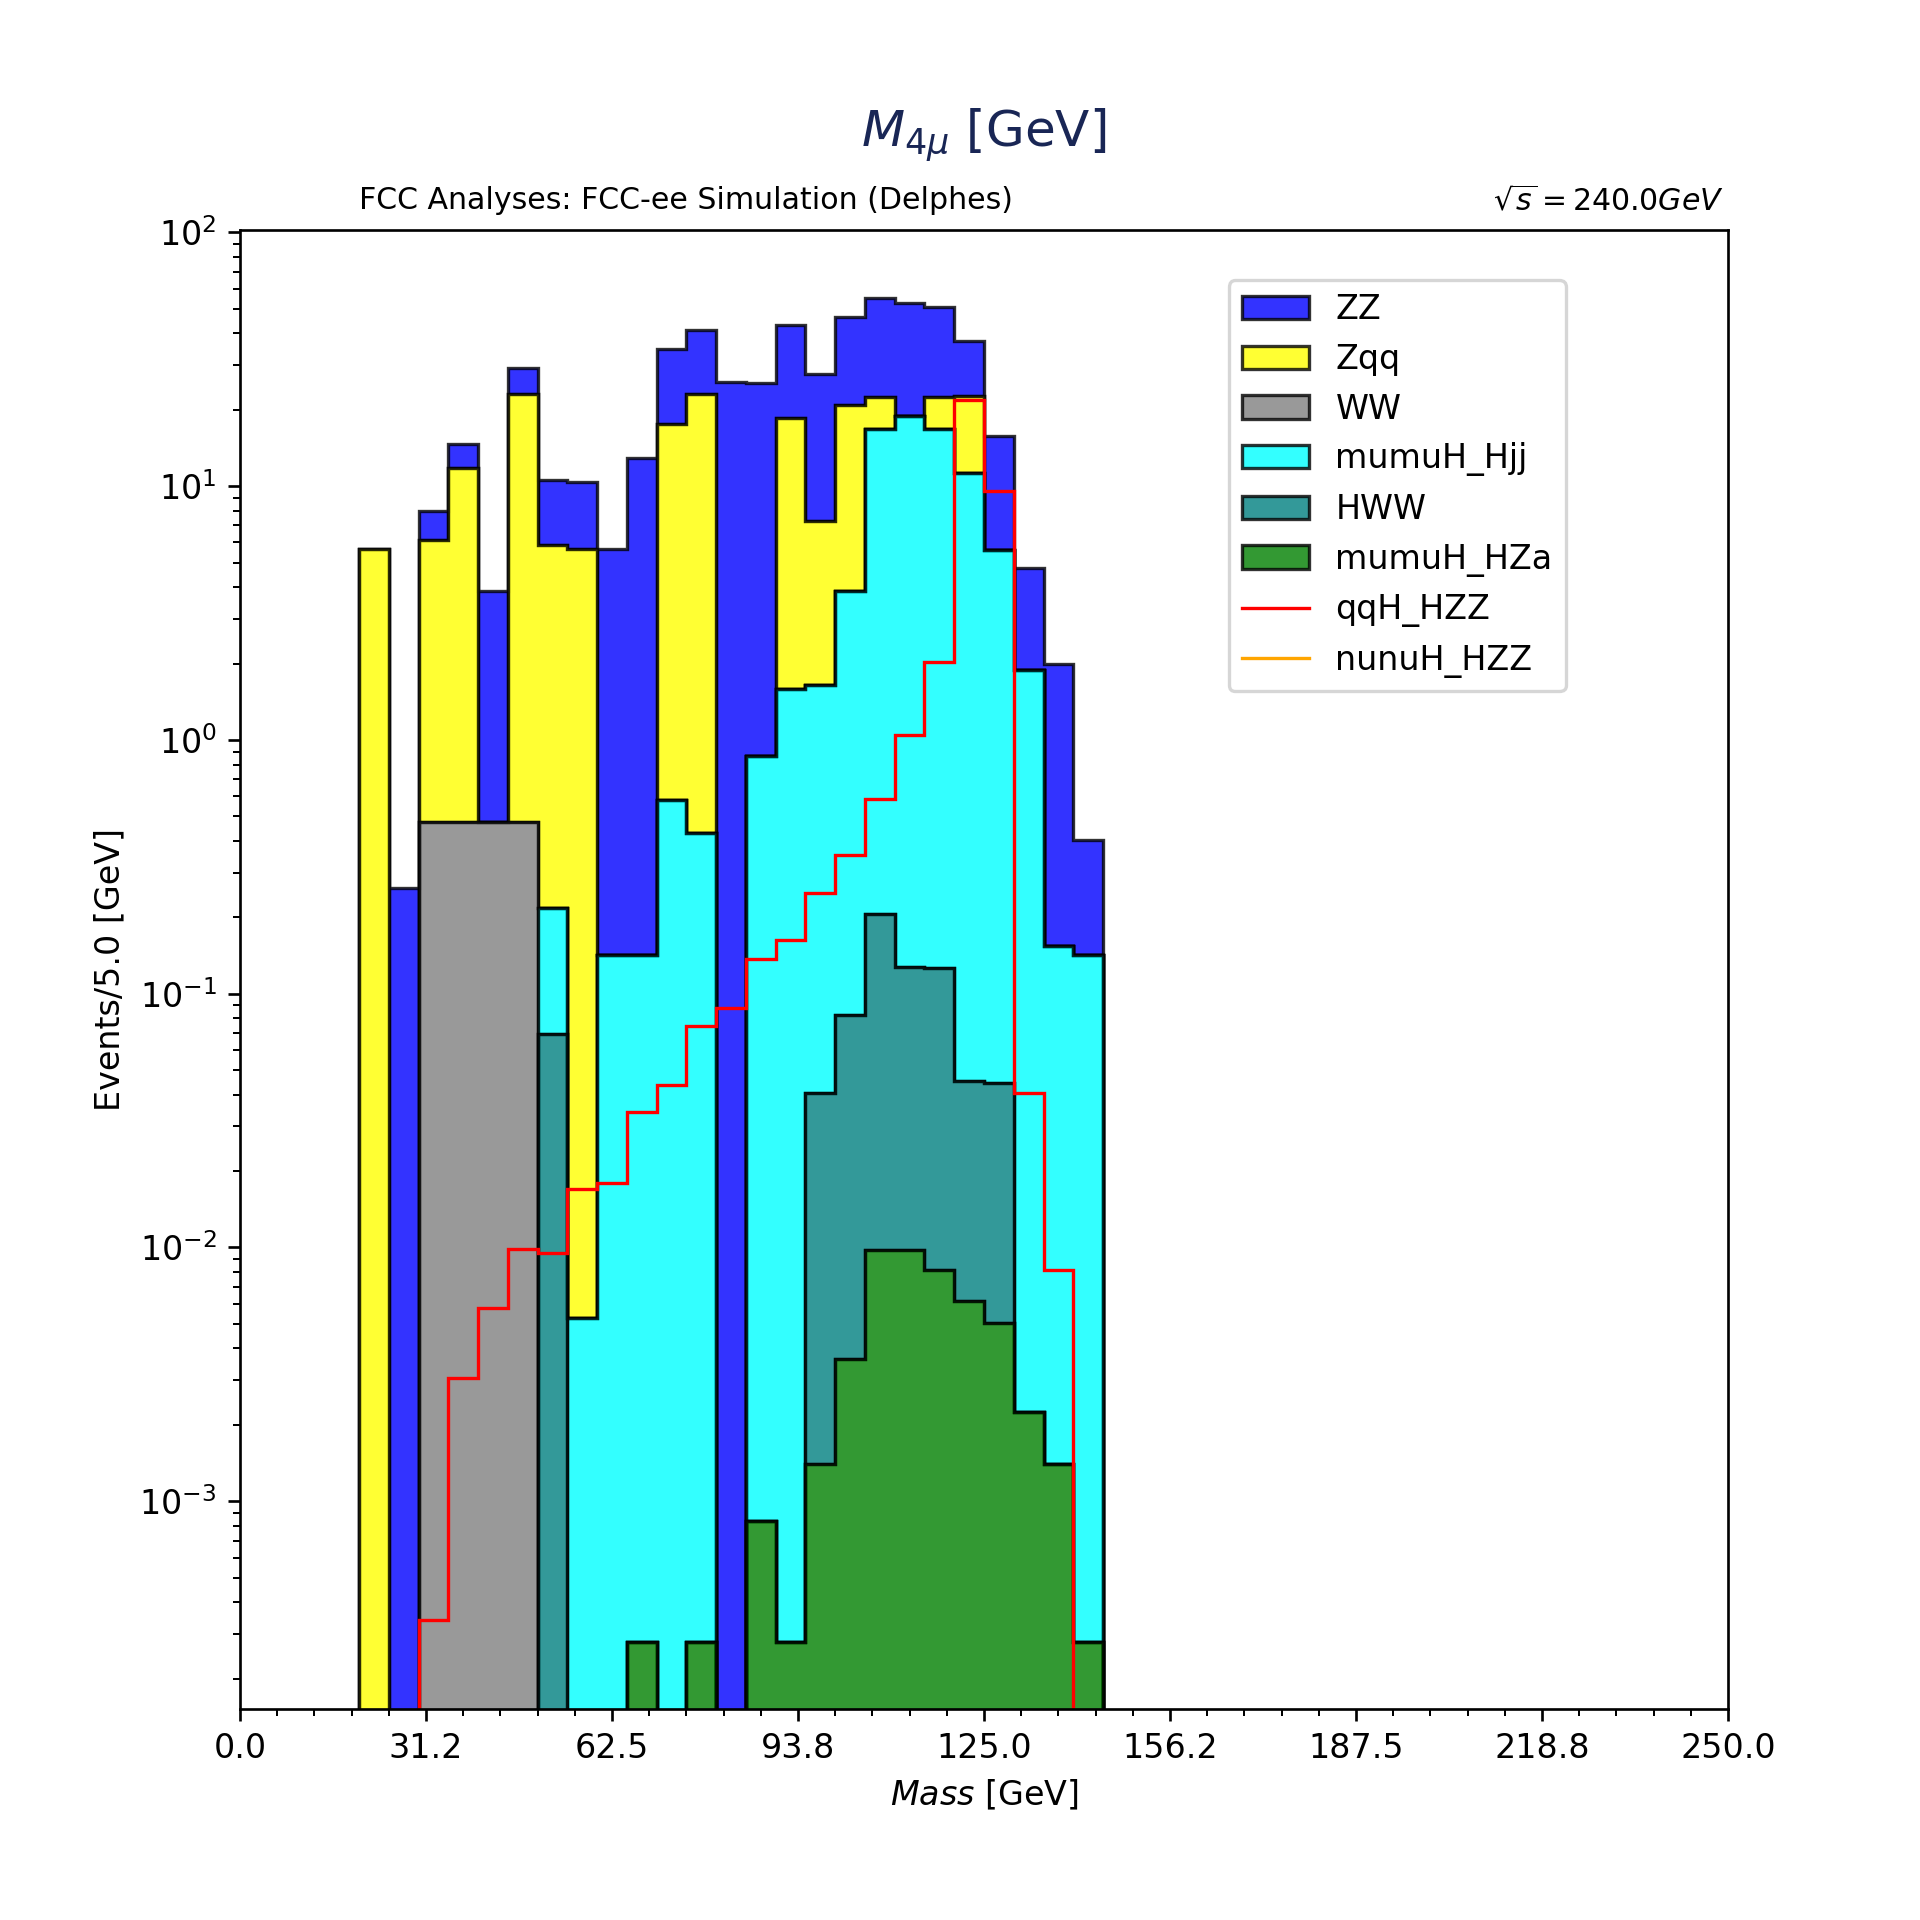 M4μ [GeV]
FCC Analyses: FCC-ee Simulation (Delphes)
√s = 240.0GeV
10²
10¹
10⁰
10⁻¹
10⁻²
10⁻³
Events/5.0 [GeV]
ZZ
Zqq
WW
mumuH_Hjj
HWW
mumuH_HZa
qqH_HZZ
nunuH_HZZ
0.0 31.2 62.5 93.8 125.0 156.2 187.5 218.8 250.0
Mass [GeV]